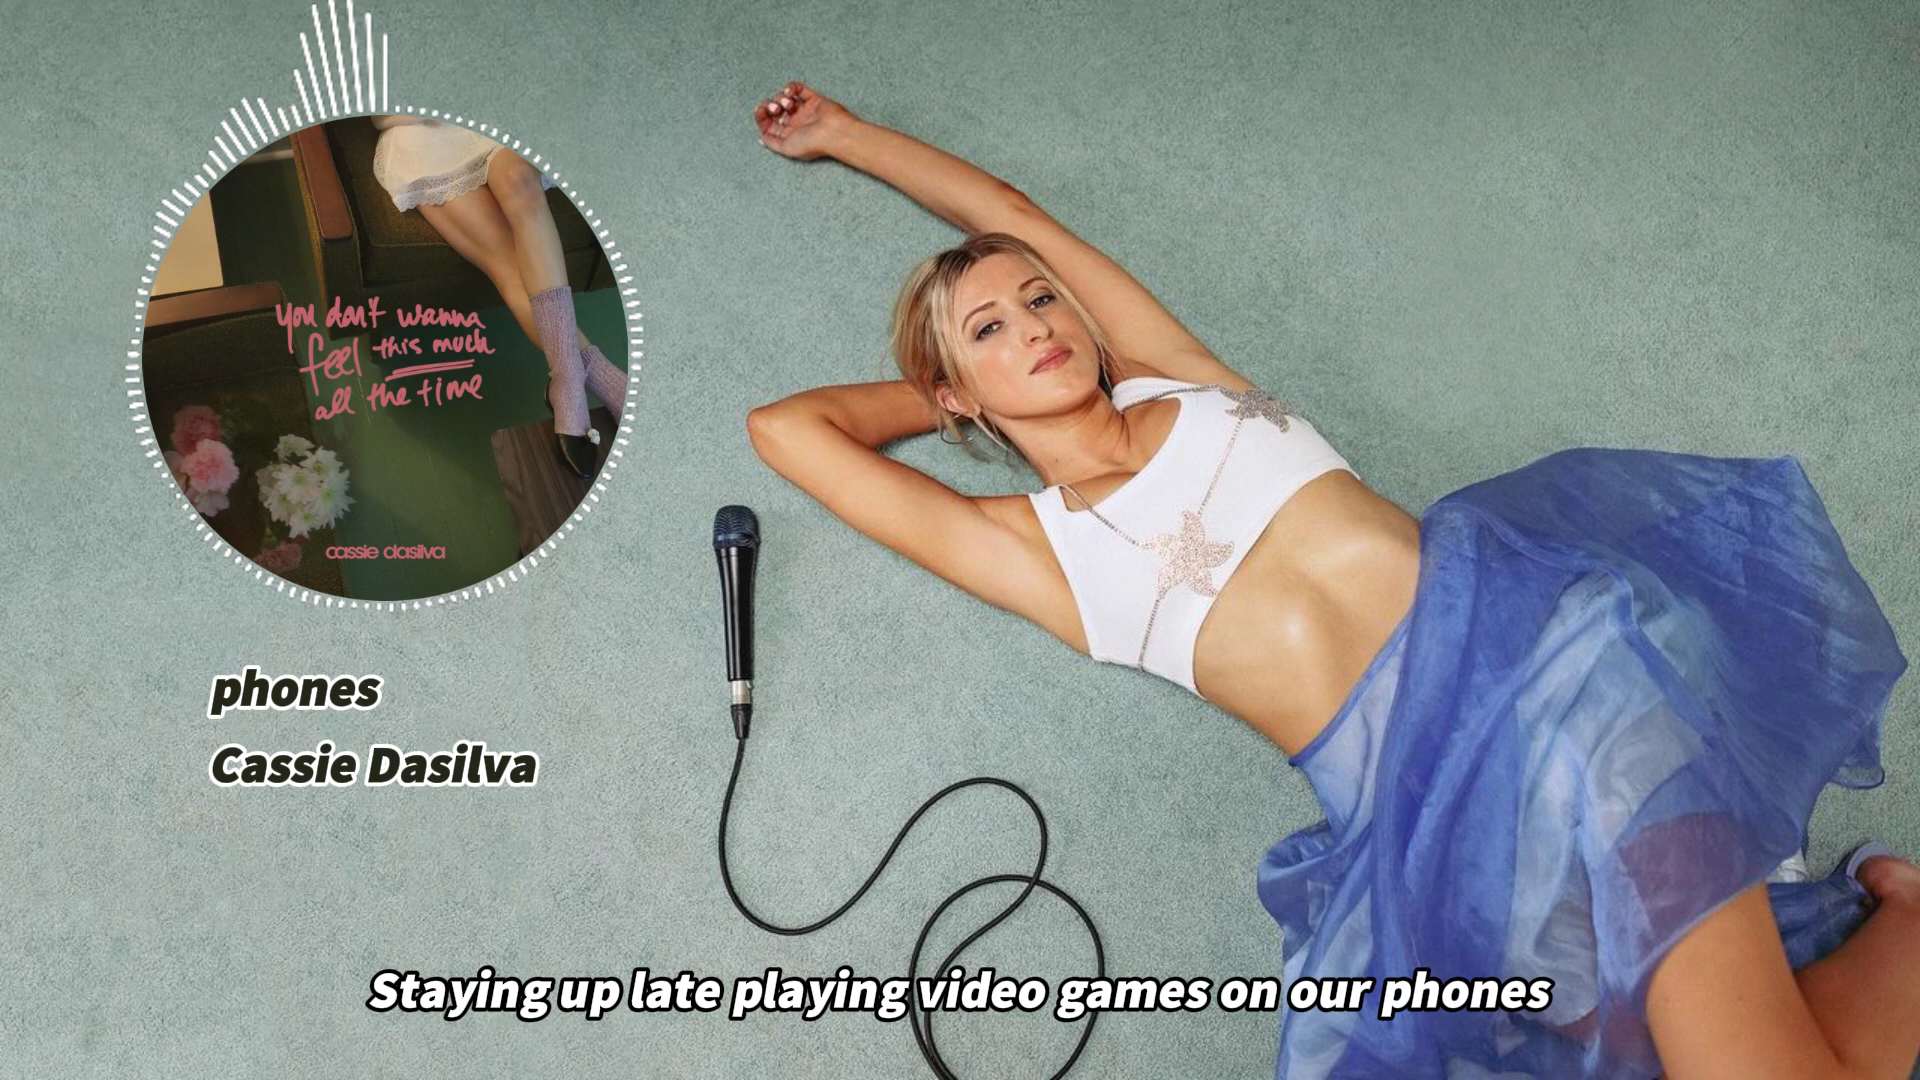 you don't wanna
feel this much
all the time
cassie dasilva
phones
Cassie Dasilva
Staying up late playing video games on our phones